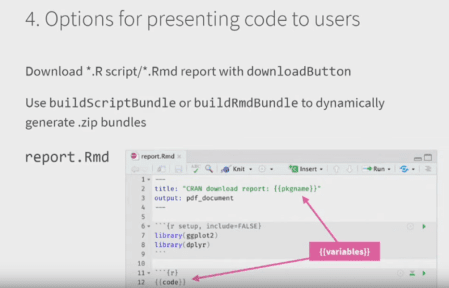 4. Options for presenting code to users
Download *.R script/*.Rmd report with downloadButton
Use buildScriptBundle or buildRmdBundle to dynamically
generate .zip bundles
report.Rmd
report.Rmd
Knit
Insert
Run
1 ---
2 title: "CRAN download report: {{pkgname}}"
3 output: pdf_document
4 ---
5
6 ```{r setup, include=FALSE}
7 library(ggplot2)
8 library(dplyr)
9 ```
10
{{variables}}
11 ```{r}
12 {{code}}